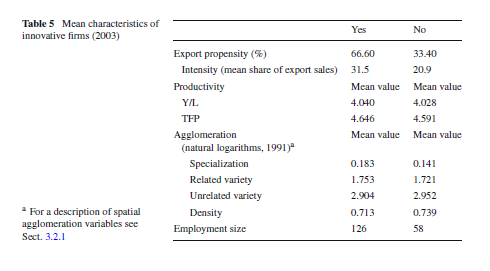 Table 5 Mean characteristics of
innovative firms (2003)
Yes No
Export propensity (%) 66.60 33.40
Intensity (mean share of export sales) 31.5 20.9
Productivity Mean value Mean value
Y/L 4.040 4.028
TFP 4.646 4.591
Agglomeration Mean value Mean value
(natural logarithms, 1991)a
Specialization 0.183 0.141
Related variety 1.753 1.721
Unrelated variety 2.904 2.952
Density 0.713 0.739
Employment size 126 58
a For a description of spatial
agglomeration variables see
Sect. 3.2.1